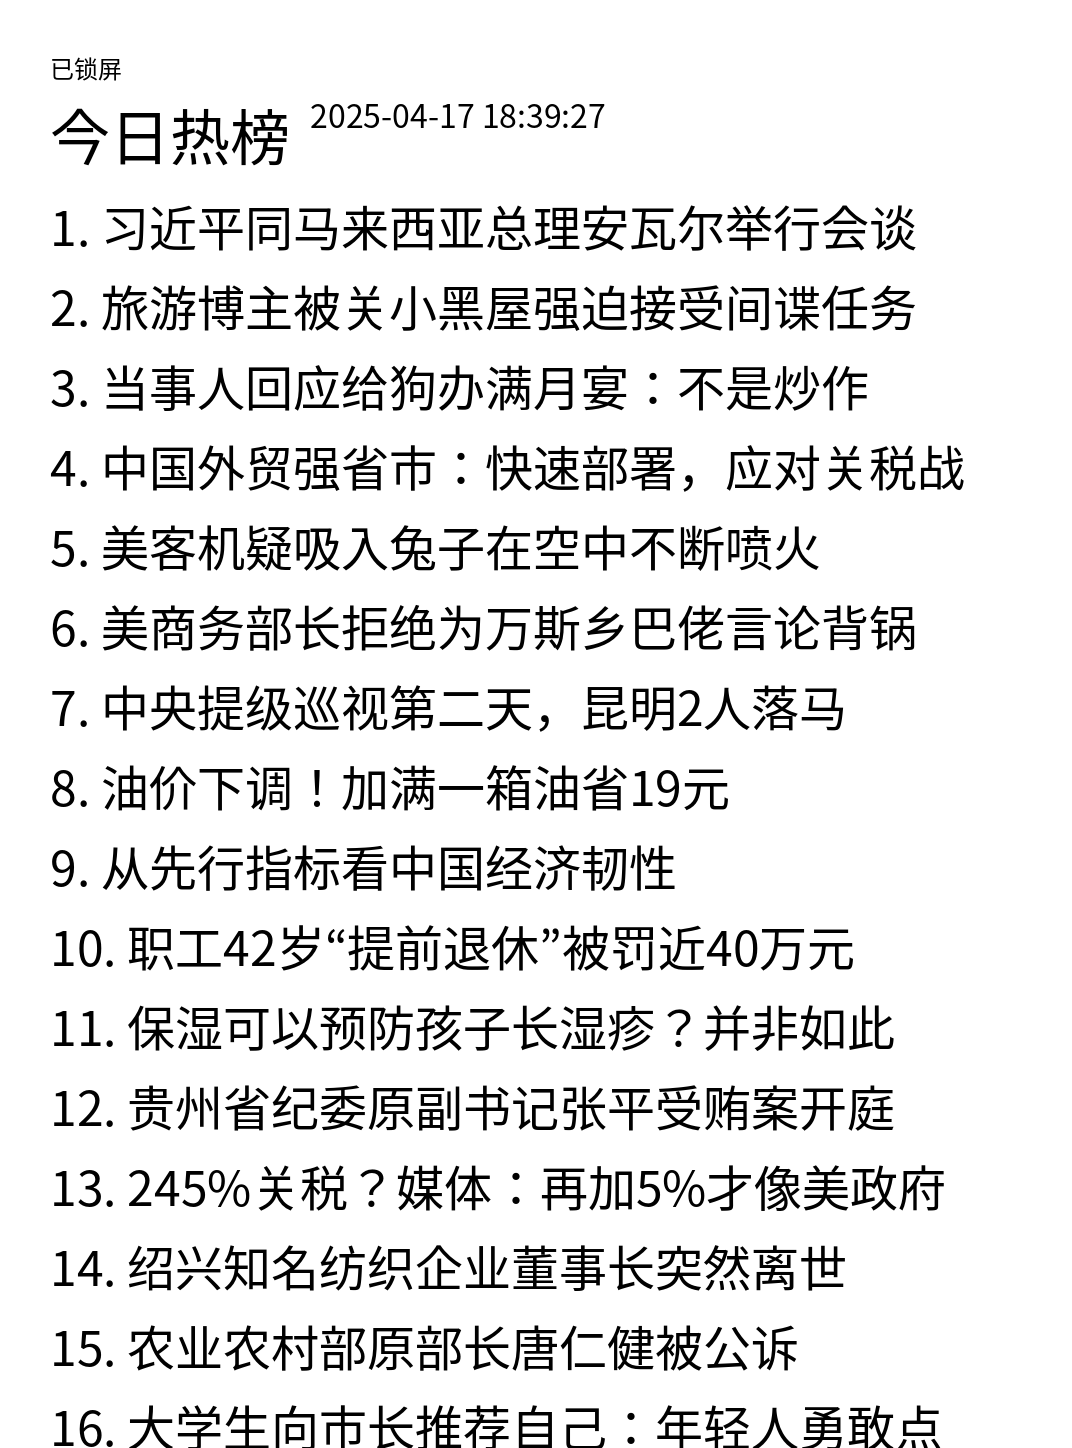 已锁屏
今日热榜 2025-04-17 18:39:27
1. 习近平同马来西亚总理安瓦尔举行会谈
2. 旅游博主被关小黑屋强迫接受间谍任务
3. 当事人回应给狗办满月宴：不是炒作
4. 中国外贸强省市：快速部署，应对关税战
5. 美客机疑吸入兔子在空中不断喷火
6. 美商务部长拒绝为万斯乡巴佬言论背锅
7. 中央提级巡视第二天，昆明2人落马
8. 油价下调！加满一箱油省19元
9. 从先行指标看中国经济韧性
10. 职工42岁“提前退休”被罚近40万元
11. 保湿可以预防孩子长湿疹？并非如此
12. 贵州省纪委原副书记张平受贿案开庭
13. 245%关税？媒体：再加5%才像美政府
14. 绍兴知名纺织企业董事长突然离世
15. 农业农村部原部长唐仁健被公诉
16. 大学生向市长推荐自己：年轻人勇敢点